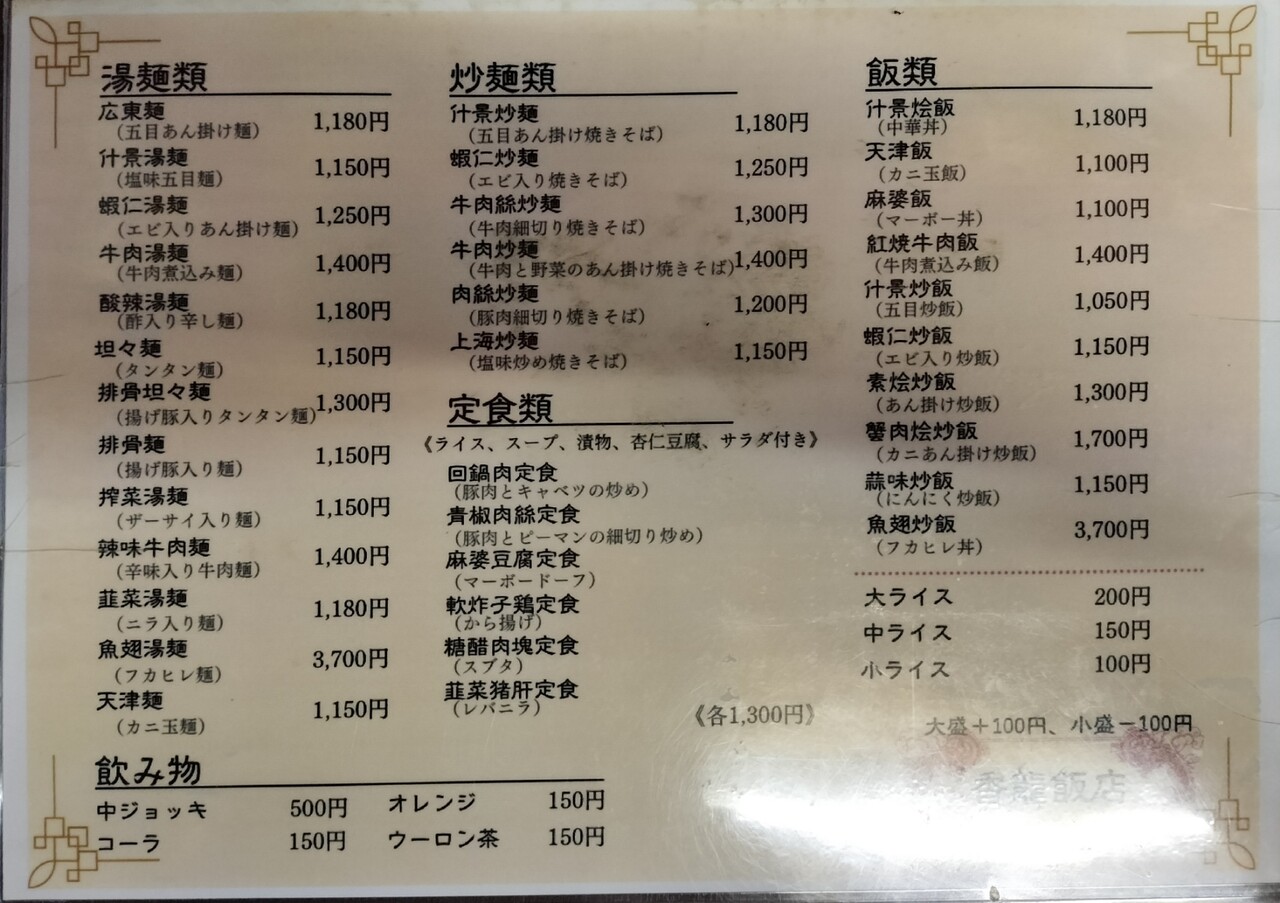 湯麺類
広東麺 1,180円
（五目あん掛け麺）
什景湯麺 1,150円
（塩味五目麺）
蝦仁湯麺 1,250円
（エビ入りあん掛け麺）
牛肉湯麺 1,400円
（牛肉煮込み麺）
酸辣湯麺 1,180円
（酢入り辛し麺）
坦々麺 1,150円
（タンタン麺）
排骨坦々麺 1,300円
（揚げ豚入りタンタン麺）
排骨麺 1,150円
（揚げ豚入り麺）
搾菜湯麺 1,150円
（ザーサイ入り麺）
辣味牛肉麺 1,400円
（辛味入り牛肉麺）
韮菜湯麺 1,180円
（ニラ入り麺）
魚翅湯麺 3,700円
（フカヒレ麺）
天津麺 1,150円
（カニ玉麺）
炒麺類
什景炒麺 1,180円
（五目あん掛け焼きそば）
蝦仁炒麺 1,250円
（エビ入り焼きそば）
牛肉絲炒麺 1,300円
（牛肉細切り焼きそば）
牛肉炒麺 1,400円
（牛肉と野菜のあん掛け焼きそば）
肉絲炒麺 1,200円
（豚肉細切り焼きそば）
上海炒麺 1,150円
（塩味炒め焼きそば）
定食類
《ライス、スープ、漬物、杏仁豆腐、サラダ付き》
回鍋肉定食
（豚肉とキャベツの炒め）
青椒肉絲定食
（豚肉とピーマンの細切り炒め）
麻婆豆腐定食
（マーボードーフ）
軟炸子鶏定食
（から揚げ）
糖醋肉塊定食
（スブタ）
韮菜猪肝定食
（レバニラ）
《各1,300円》
飯類
什景烩飯 1,180円
（中華丼）
天津飯 1,100円
（カニ玉飯）
麻婆飯 1,100円
（マーボー丼）
紅焼牛肉飯 1,400円
（牛肉煮込み飯）
什景炒飯 1,050円
（五目炒飯）
蝦仁炒飯 1,150円
（エビ入り炒飯）
素烩炒飯 1,300円
（あん掛け炒飯）
蟹肉烩炒飯 1,700円
（カニあん掛け炒飯）
蒜味炒飯 1,150円
（にんにく炒飯）
魚翅炒飯 3,700円
（フカヒレ丼）
大ライス 200円
中ライス 150円
小ライス 100円
大盛＋100円、小盛－100円
香龍飯店
飲み物
中ジョッキ 500円 オレンジ 150円
コーラ 150円 ウーロン茶 150円